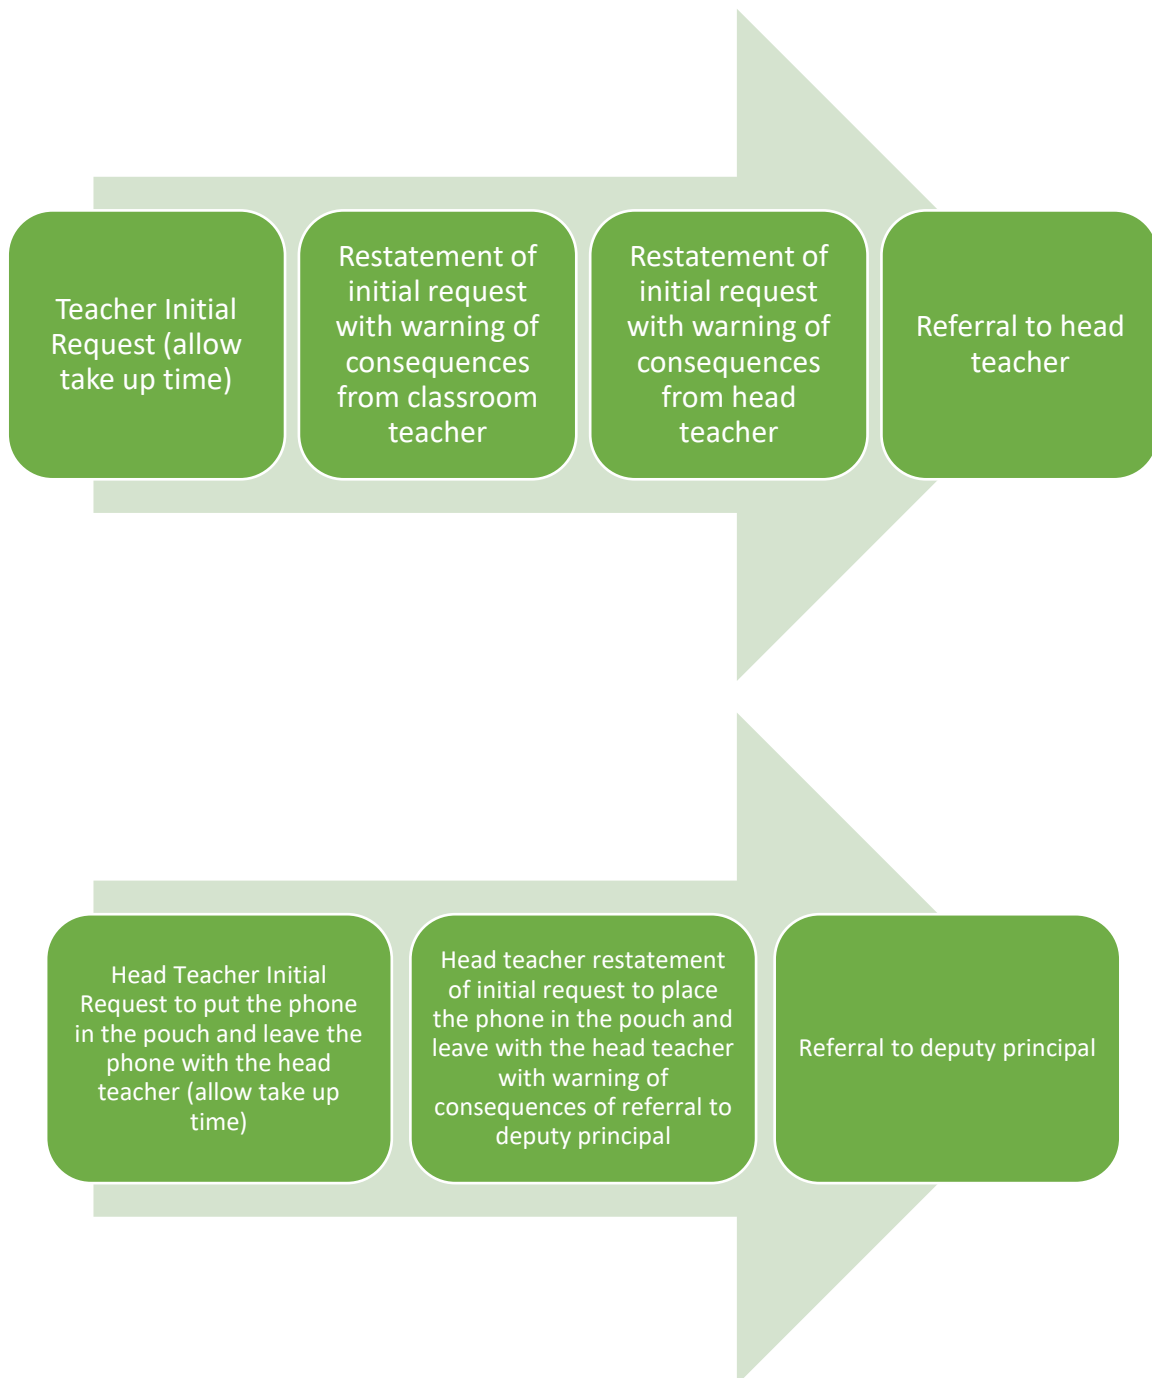 Teacher Initial
Request (allow
take up time)
Restatement of
initial request
with warning of
consequences
from classroom
teacher
Restatement of
initial request
with warning of
consequences
from head
teacher
Referral to head
teacher
Head Teacher Initial
Request to put the phone
in the pouch and leave the
phone with the head
teacher (allow take up
time)
Head teacher restatement
of initial request to place
the phone in the pouch and
leave with the head teacher
with warning of
consequences of referral to
deputy principal
Referral to deputy principal